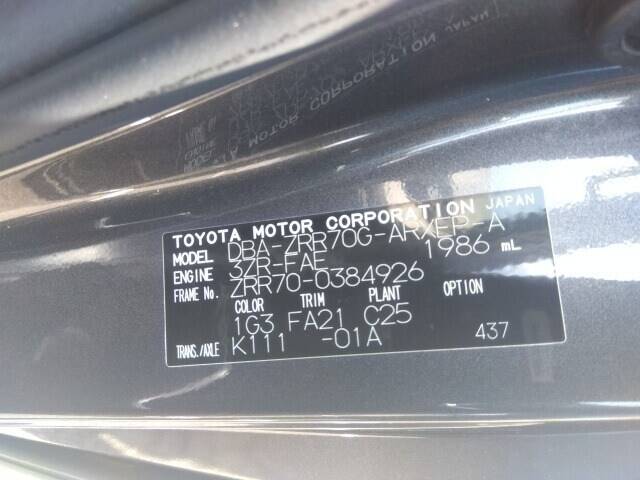 TOYOTA MOTOR CORPORATION JAPAN
MODEL DBA-ZRR70G-ARXEP A
ENGINE 3ZR-FAE 1986 mL
FRAME No. ZRR70-0384926
COLOR TRIM PLANT OPTION
1G3 FA21 C25
TRANS./AXLE K111 -01A 437